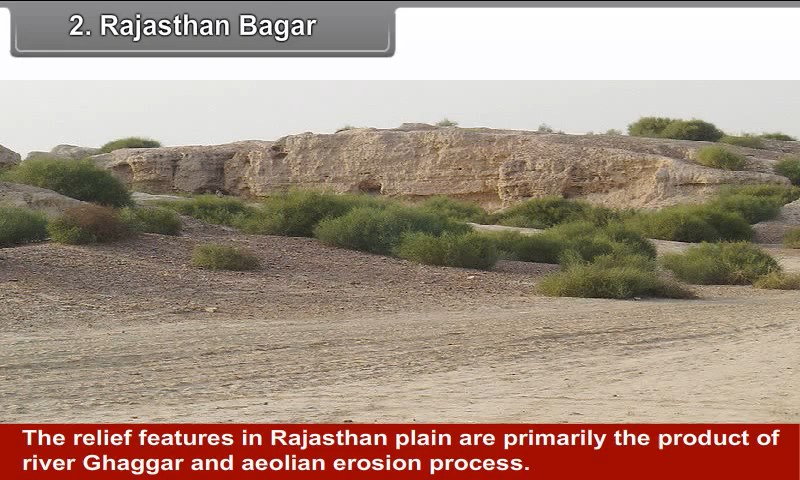 2. Rajasthan Bagar
The relief features in Rajasthan plain are primarily the product of
river Ghaggar and aeolian erosion process.